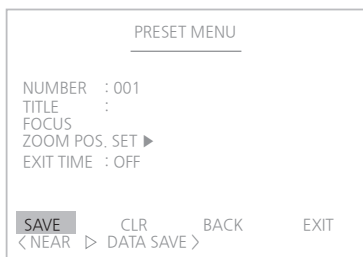 PRESET MENU
NUMBER : 001
TITLE :
FOCUS
ZOOM POS. SET ▶
EXIT TIME : OFF
SAVE CLR BACK EXIT
〈 NEAR ▷ DATA SAVE 〉